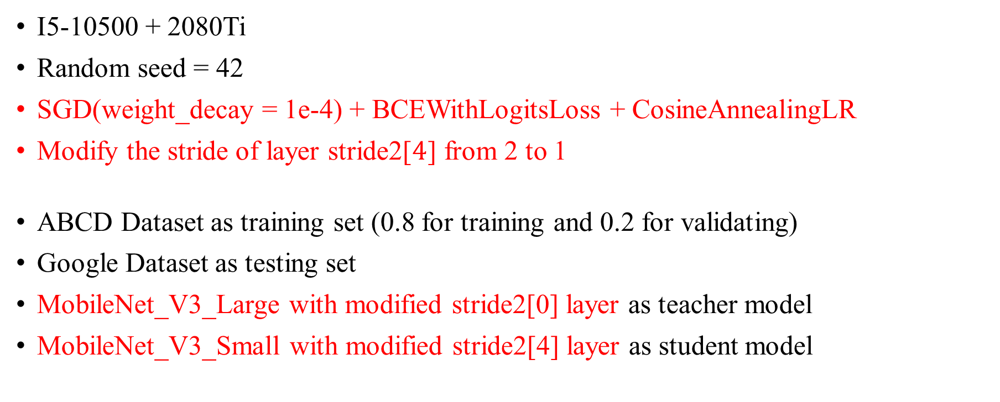 • I5-10500 + 2080Ti
• Random seed = 42
• SGD(weight_decay = 1e-4) + BCEWithLogitsLoss + CosineAnnealingLR
• Modify the stride of layer stride2[4] from 2 to 1
• ABCD Dataset as training set (0.8 for training and 0.2 for validating)
• Google Dataset as testing set
• MobileNet_V3_Large with modified stride2[0] layer as teacher model
• MobileNet_V3_Small with modified stride2[4] layer as student model